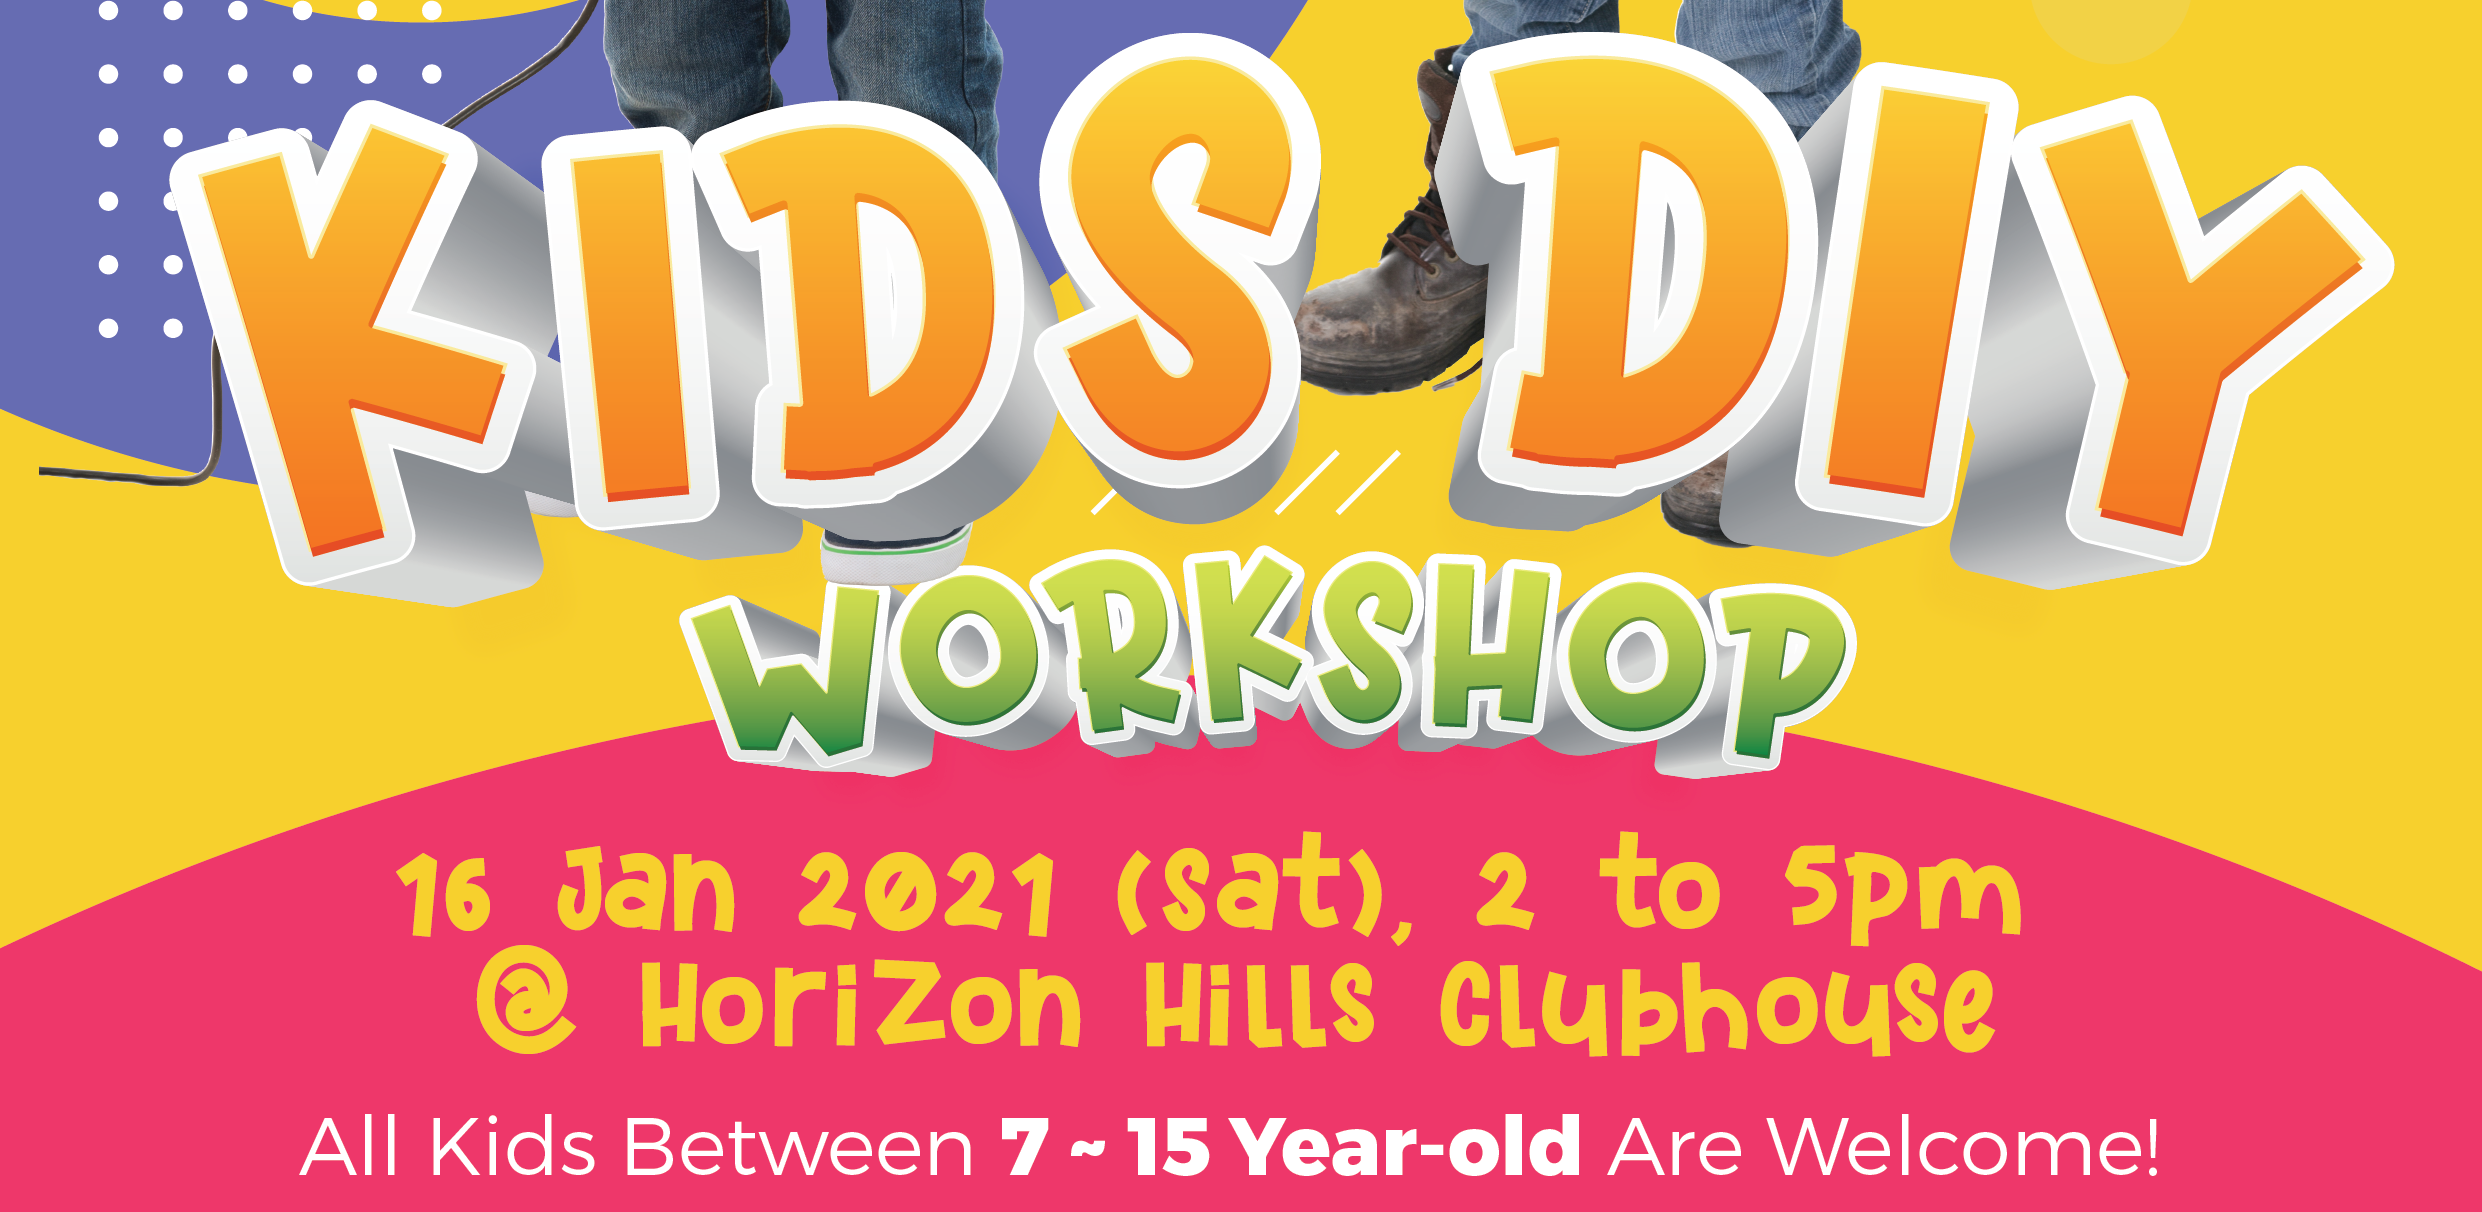 KIDS DIY
WORKSHOP
16 Jan 2021 (Sat), 2 to 5pm
@ Horizon Hills Clubhouse
All Kids Between 7 ~ 15 Year-old Are Welcome!